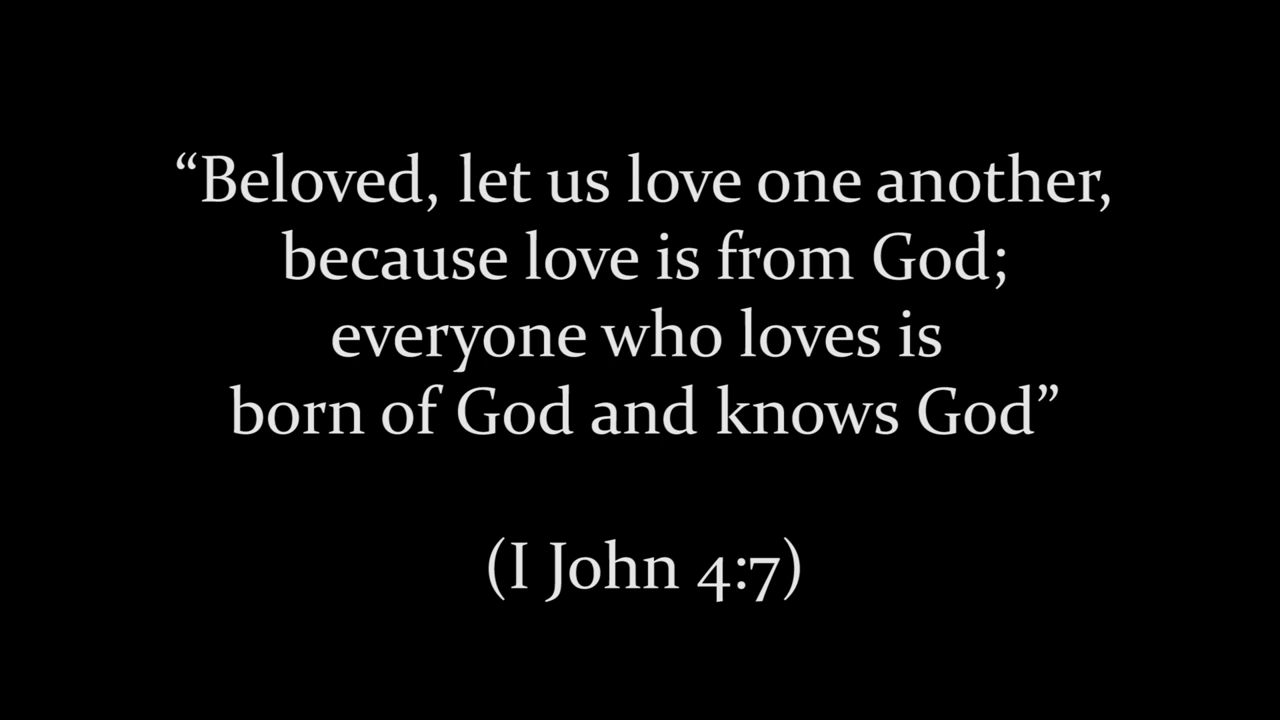 “Beloved, let us love one another,
because love is from God;
everyone who loves is
born of God and knows God”
(I John 4:7)